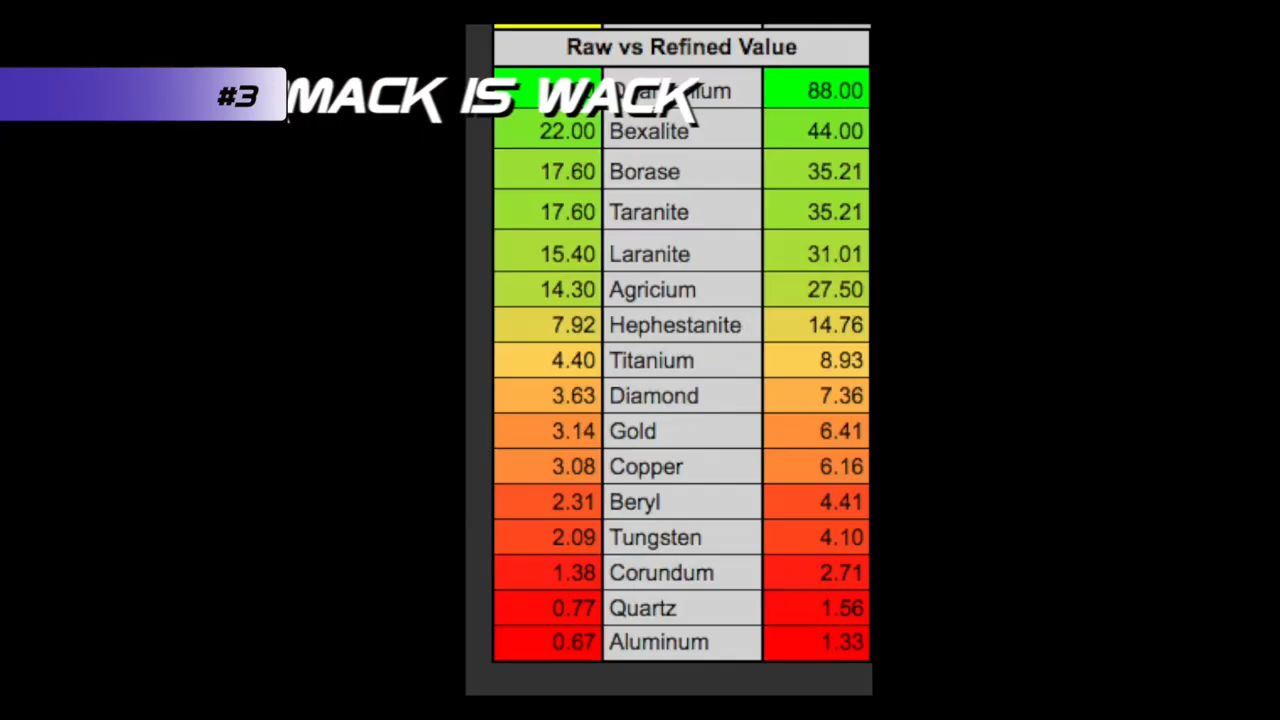 Raw vs Refined Value
#3 MACK IS WACK
88.00
22.00 Bexalite 44.00
17.60 Borase 35.21
17.60 Taranite 35.21
15.40 Laranite 31.01
14.30 Agricium 27.50
7.92 Hephestanite 14.76
4.40 Titanium 8.93
3.63 Diamond 7.36
3.14 Gold 6.41
3.08 Copper 6.16
2.31 Beryl 4.41
2.09 Tungsten 4.10
1.38 Corundum 2.71
0.77 Quartz 1.56
0.67 Aluminum 1.33